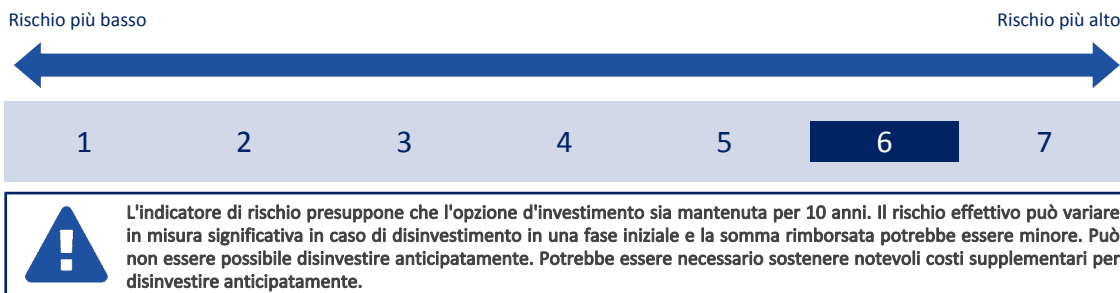 Rischio più basso Rischio più alto
1 2 3 4 5 6 7
L'indicatore di rischio presuppone che l'opzione d'investimento sia mantenuta per 10 anni. Il rischio effettivo può variare
in misura significativa in caso di disinvestimento in una fase iniziale e la somma rimborsata potrebbe essere minore. Può
non essere possibile disinvestire anticipatamente. Potrebbe essere necessario sostenere notevoli costi supplementari per
disinvestire anticipatamente.